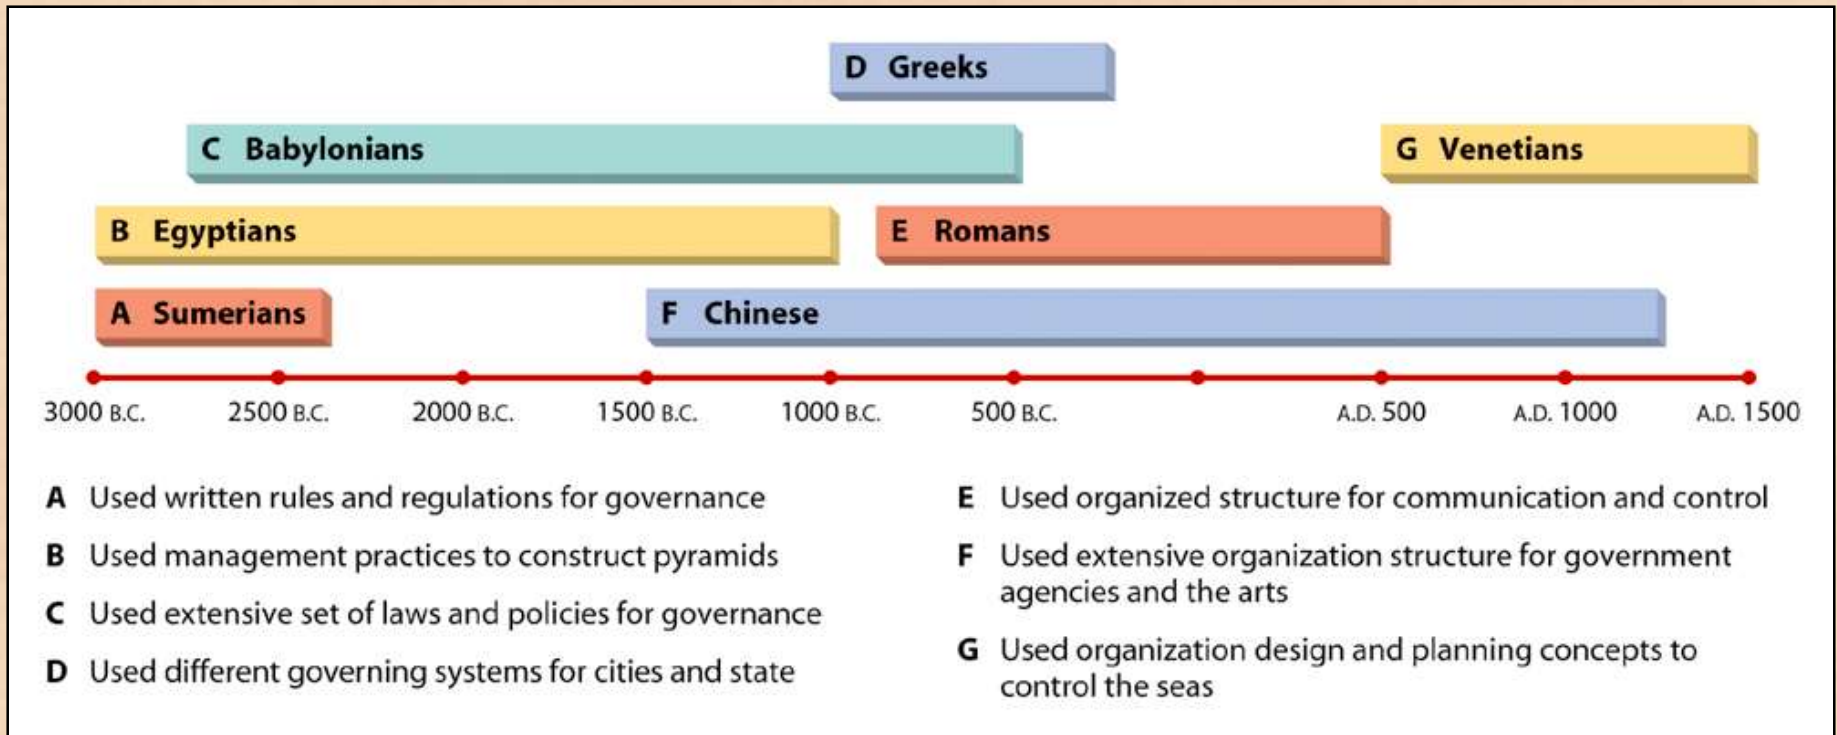 D Greeks
C Babylonians
G Venetians
B Egyptians
E Romans
A Sumerians
F Chinese
3000 B.C. 2500 B.C. 2000 B.C. 1500 B.C. 1000 B.C. 500 B.C. A.D. 500 A.D. 1000 A.D. 1500
A Used written rules and regulations for governance
B Used management practices to construct pyramids
C Used extensive set of laws and policies for governance
D Used different governing systems for cities and state
E Used organized structure for communication and control
F Used extensive organization structure for government
agencies and the arts
G Used organization design and planning concepts to
control the seas